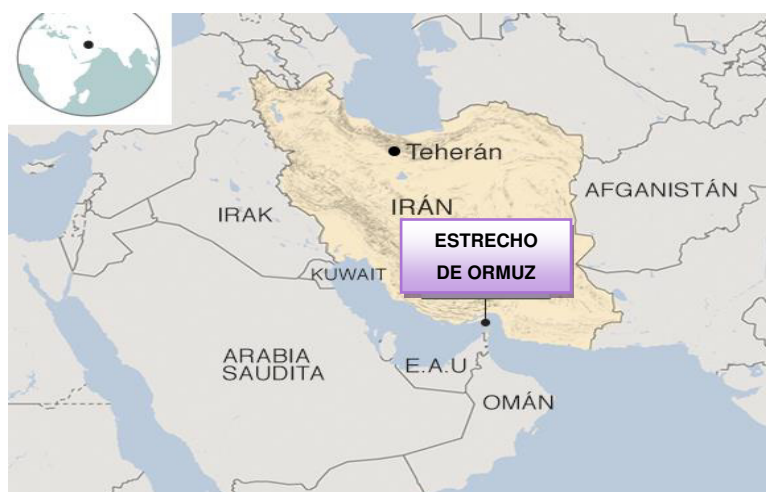 Teherán
AFGANISTÁN
IRÁN
IRAK
ESTRECHO
DE ORMUZ
KUWAIT
ARABIA
SAUDITA
E.A.U
OMÁN